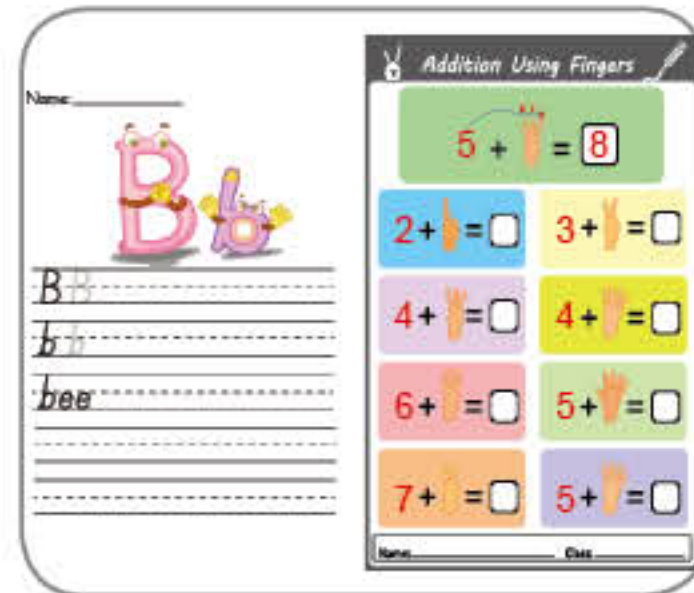 Name:
B b
B B
b b
bee
Addition Using Fingers
5 + = 8
2 + =
3 + =
4 + =
4 + =
6 + =
5 + =
7 + =
5 + =
Name: Class: